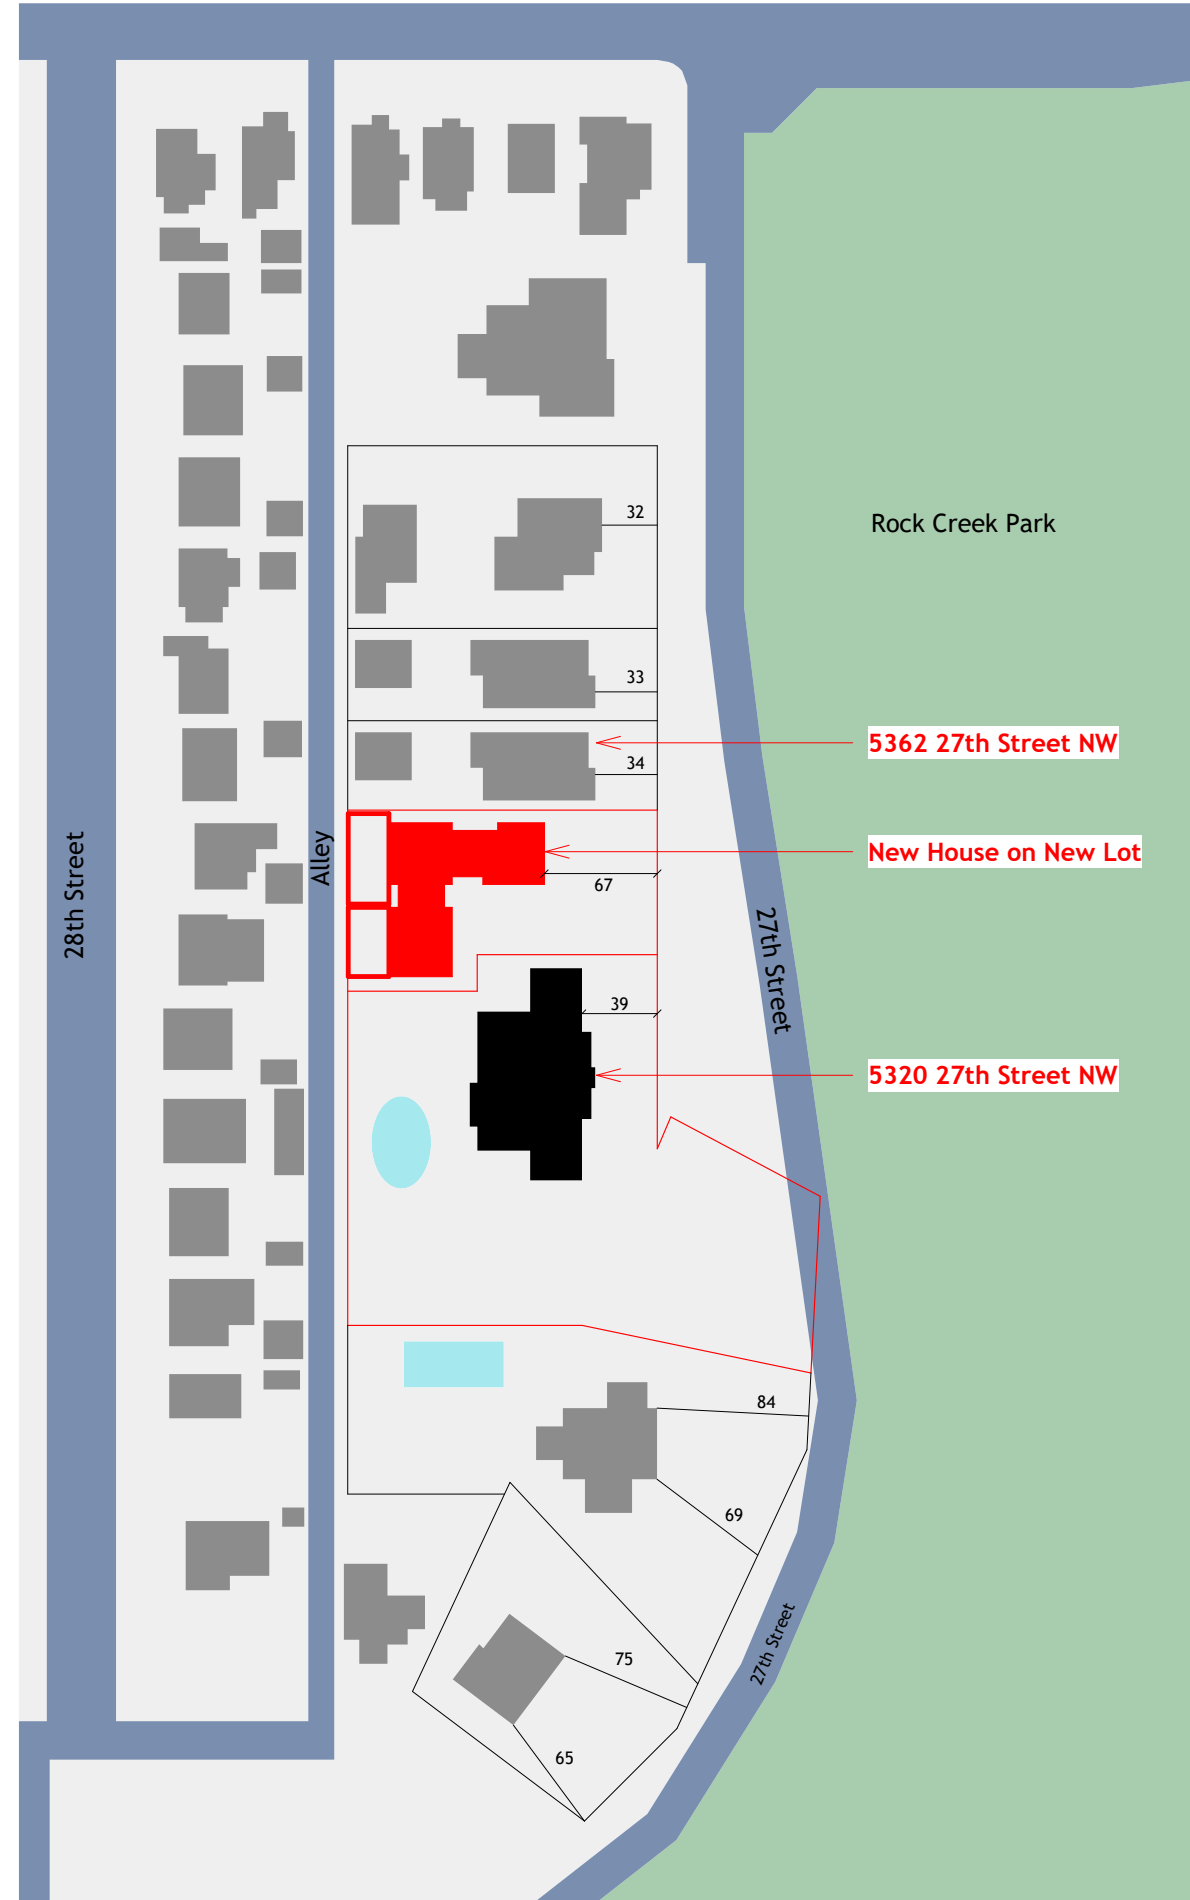 32
Rock Creek Park
33
5362 27th Street NW
34
Alley
New House on New Lot
67
28th Street
27th Street
39
5320 27th Street NW
84
69
27th Street
75
65